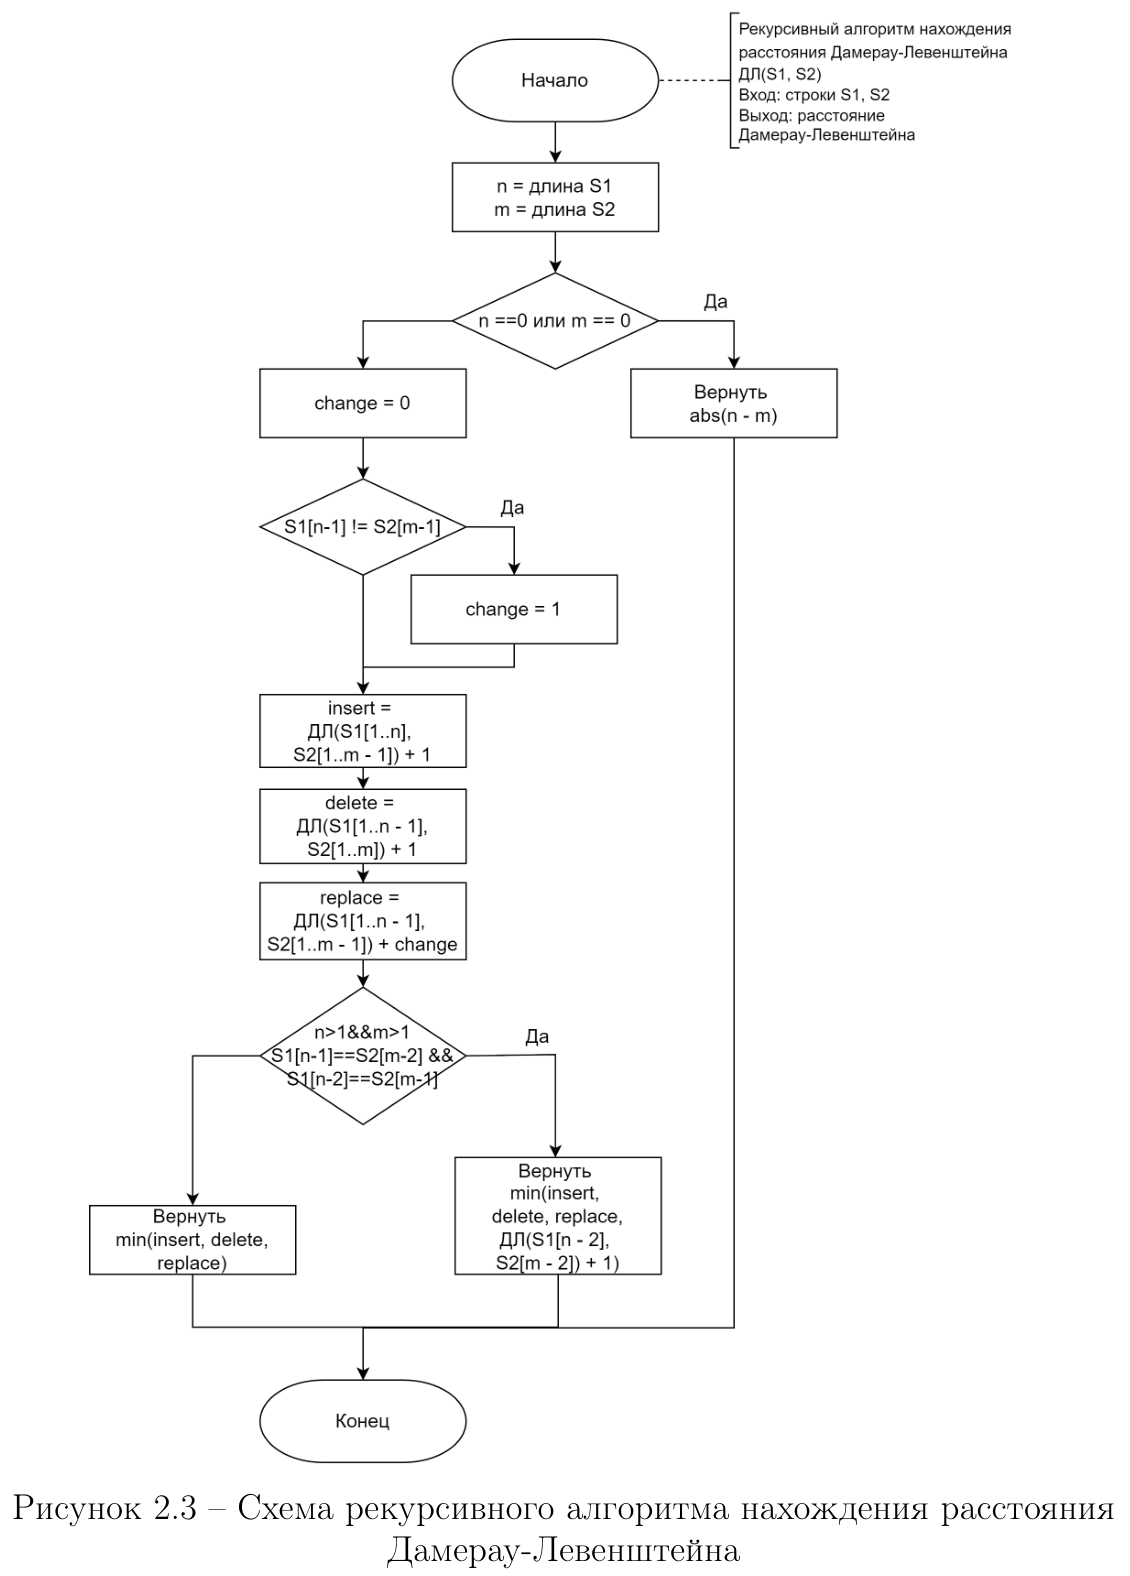 Начало
Рекурсивный алгоритм нахождения
расстояния Дамерау-Левенштейна
ДЛ(S1, S2)
Вход: строки S1, S2
Выход: расстояние
Дамерау-Левенштейна
n = длина S1
m = длина S2
n ==0 или m == 0
Да
change = 0
Вернуть
abs(n - m)
S1[n-1] != S2[m-1]
Да
change = 1
insert =
ДЛ(S1[1..n],
S2[1..m - 1]) + 1
delete =
ДЛ(S1[1..n - 1],
S2[1..m]) + 1
replace =
ДЛ(S1[1..n - 1],
S2[1..m - 1]) + change
n>1&&m>1
S1[n-1]==S2[m-2] &&
S1[n-2]==S2[m-1]
Да
Вернуть
min(insert, delete,
replace)
Вернуть
min(insert,
delete, replace,
ДЛ(S1[n - 2],
S2[m - 2]) + 1)
Конец
Рисунок 2.3 – Схема рекурсивного алгоритма нахождения расстояния
Дамерау-Левенштейна